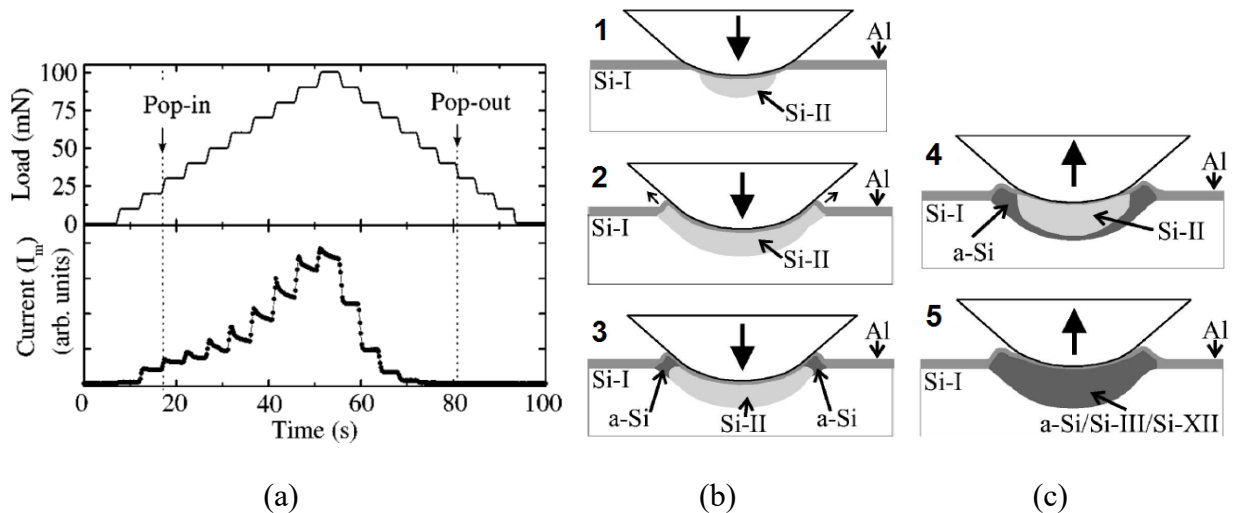 100
75
50
25
0
Load (mN)
Pop-in
Pop-out
Current (Im)
(arb. units)
0 20 40 60 80 100
Time (s)
(a)
1
Al
Si-I
Si-II
2
Al
Si-I
Si-II
3
Al
Si-I
a-Si
Si-II
a-Si
(b)
4
Al
Si-I
a-Si
Si-II
5
Al
Si-I
a-Si/Si-III/Si-XII
(c)